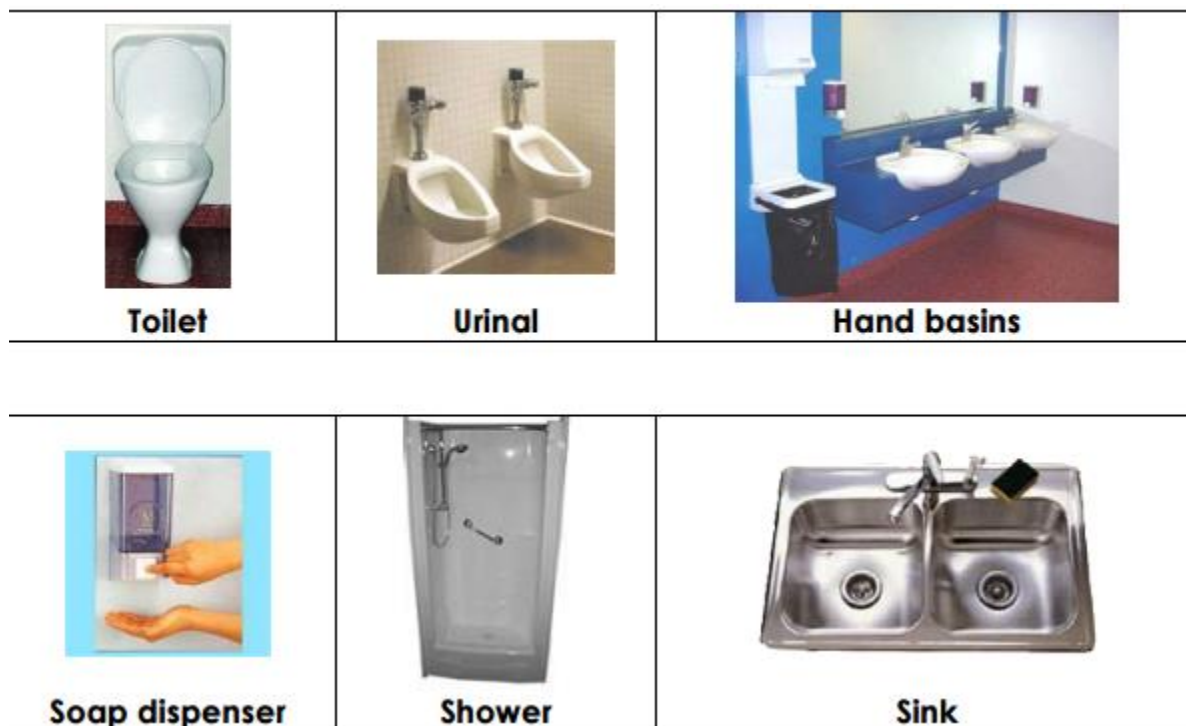 Toilet
Urinal
Hand basins
Soap dispenser
Shower
Sink